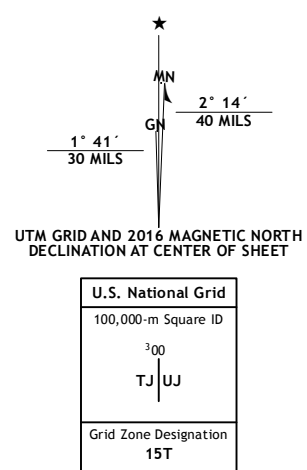 ★
MN
2° 14´
GN
40 MILS
1° 41´
30 MILS
UTM GRID AND 2016 MAGNETIC NORTH
DECLINATION AT CENTER OF SHEET
U.S. National Grid
100,000-m Square ID
³00
TJ UJ
Grid Zone Designation
15T